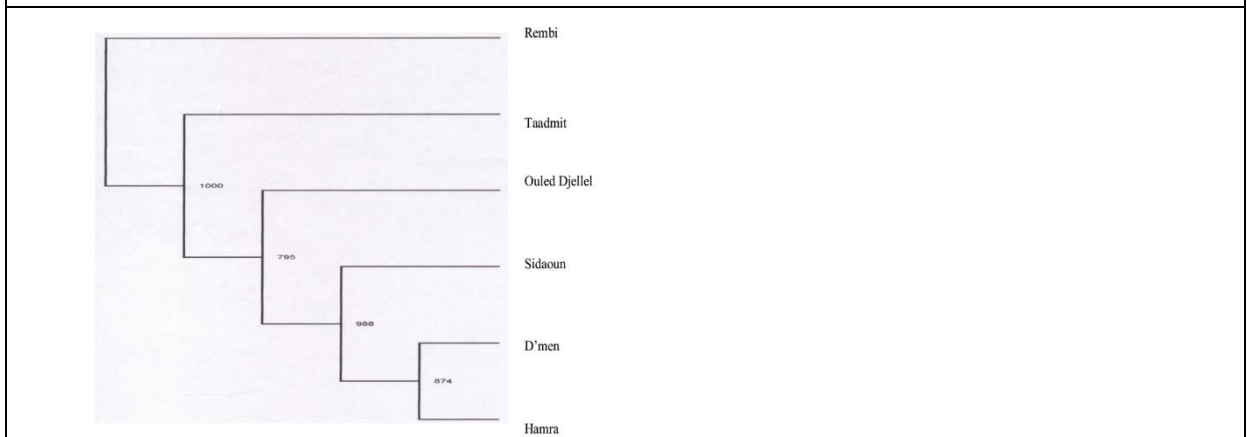 Rembi
Taadmit
1000
Ouled Djellel
795
Sidaoun
988
D'men
874
Hamra